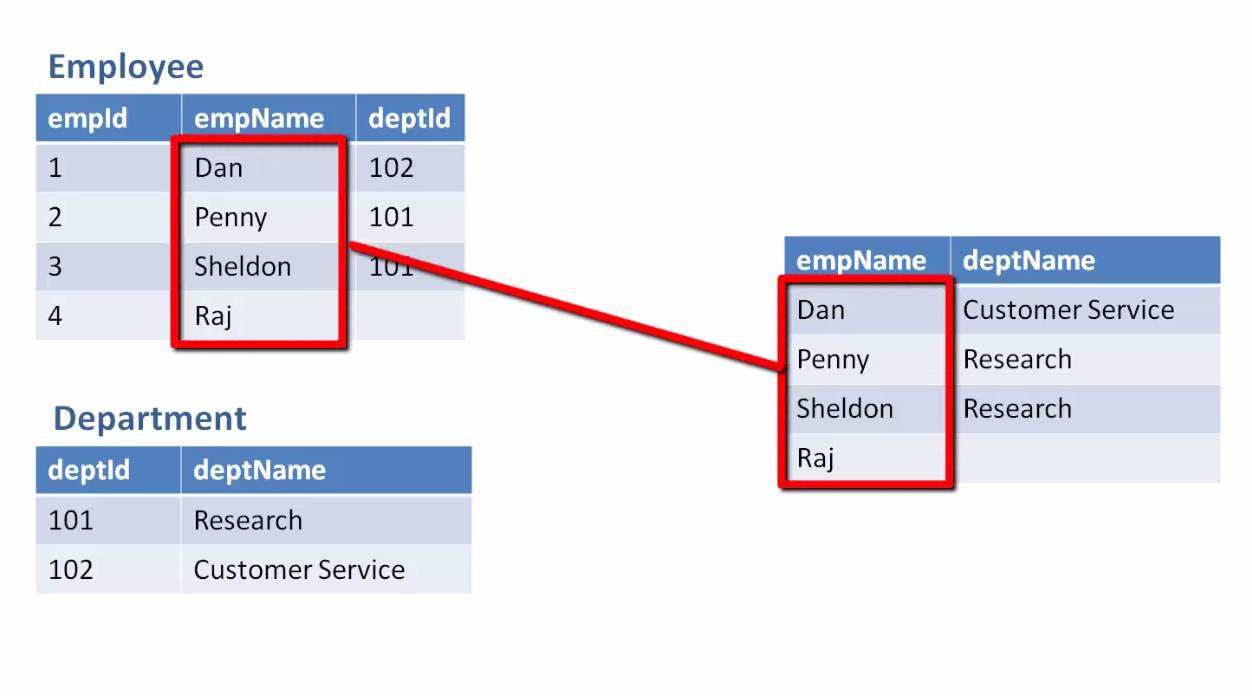 Employee
empId empName deptId
1 Dan 102
2 Penny 101
3 Sheldon 101
4 Raj
Department
deptId deptName
101 Research
102 Customer Service
empName deptName
Dan Customer Service
Penny Research
Sheldon Research
Raj